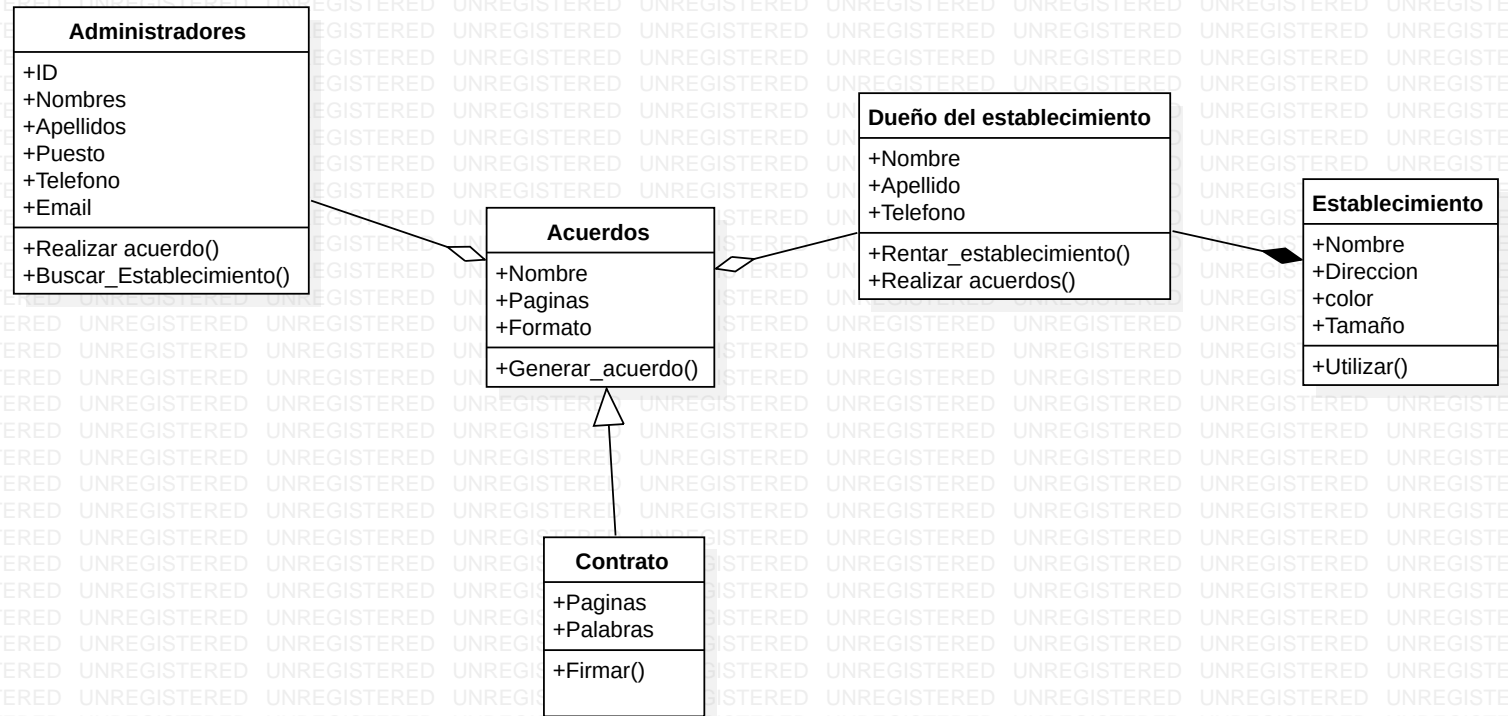 Administradores
+ID
+Nombres
+Apellidos
+Puesto
+Telefono
+Email
+Realizar acuerdo()
+Buscar_Establecimiento()
Acuerdos
+Nombre
+Paginas
+Formato
+Generar_acuerdo()
Dueño del establecimiento
+Nombre
+Apellido
+Telefono
+Rentar_establecimiento()
+Realizar acuerdos()
Establecimiento
+Nombre
+Direccion
+color
+Tamaño
+Utilizar()
Contrato
+Paginas
+Palabras
+Firmar()
UNREGISTERED